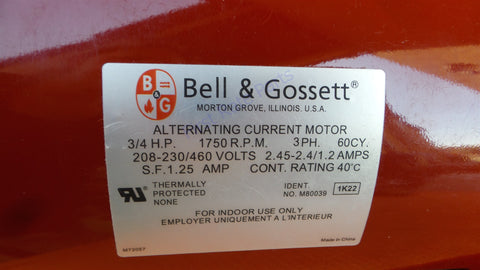 B
&
G
Bell & Gossett®
MORTON GROVE, ILLINOIS. U.S.A.
ALTERNATING CURRENT MOTOR
3/4 H.P. 1750 R.P.M. 3PH. 60CY.
208-230/460 VOLTS 2.45-2.4/1.2 AMPS
S.F.1.25 AMP CONT. RATING 40°C
THERMALLY
PROTECTED
NONE
IDENT.
NO. M80039
1K22
FOR INDOOR USE ONLY
EMPLOYER UNIQUEMENT A L'INTERIEUR
Made in China